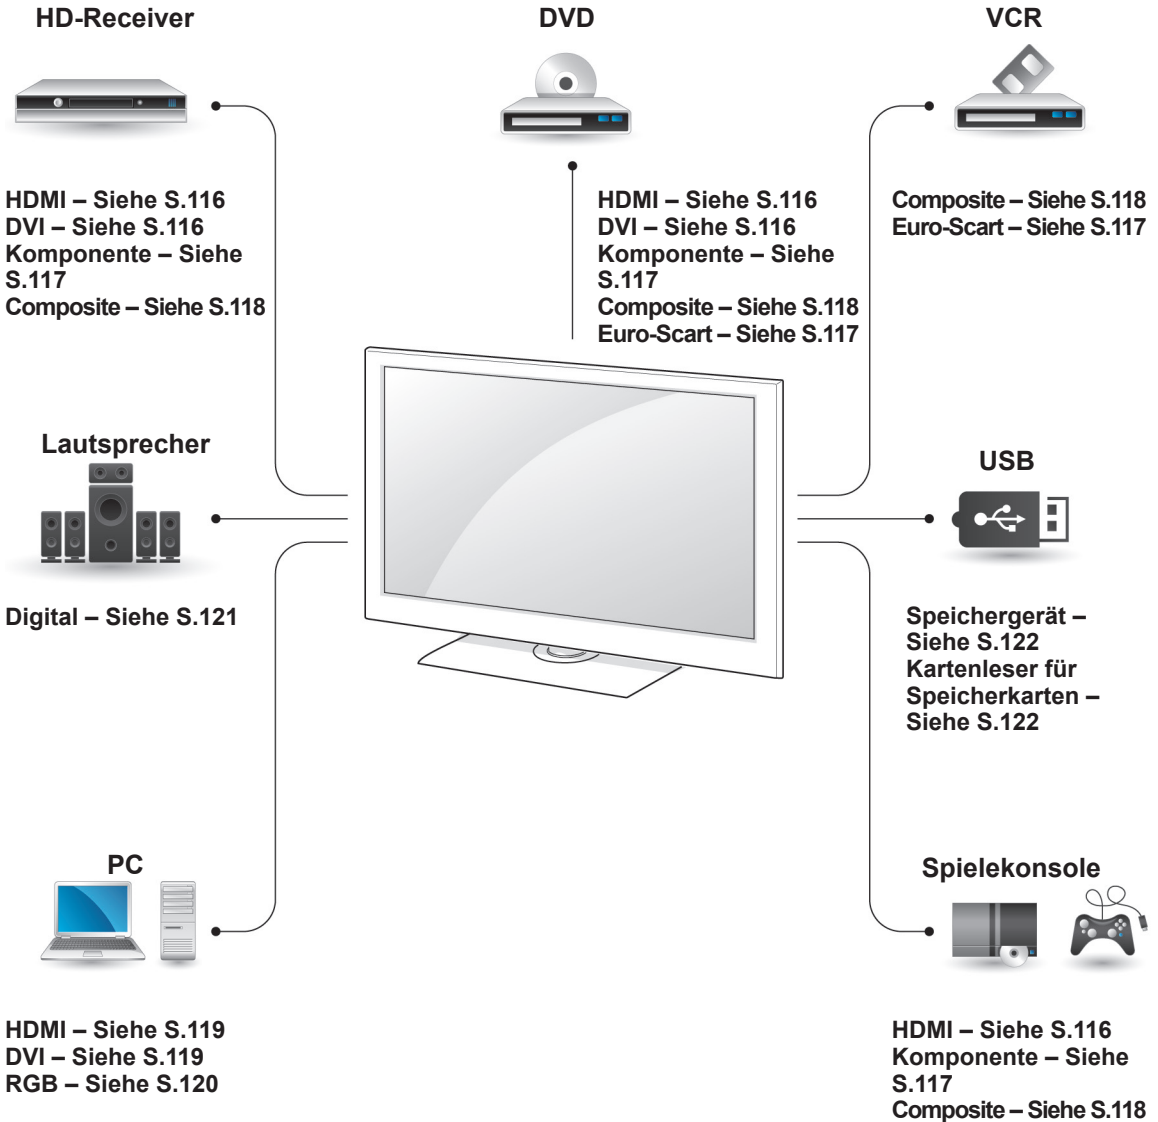 HD-Receiver
HDMI – Siehe S.116
DVI – Siehe S.116
Komponente – Siehe
S.117
Composite – Siehe S.118
DVD
HDMI – Siehe S.116
DVI – Siehe S.116
Komponente – Siehe
S.117
Composite – Siehe S.118
Euro-Scart – Siehe S.117
VCR
Composite – Siehe S.118
Euro-Scart – Siehe S.117
Lautsprecher
Digital – Siehe S.121
USB
Speichergerät –
Siehe S.122
Kartenleser für
Speicherkarten –
Siehe S.122
PC
HDMI – Siehe S.119
DVI – Siehe S.119
RGB – Siehe S.120
Spielekonsole
HDMI – Siehe S.116
Komponente – Siehe
S.117
Composite – Siehe S.118